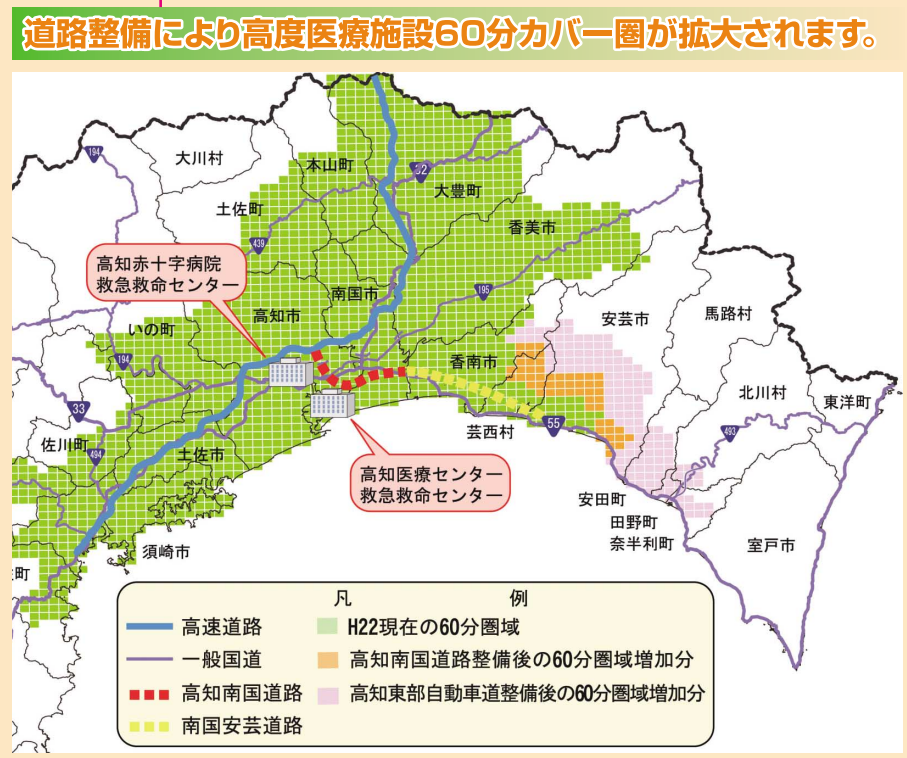 道路整備により高度医療施設60分カバー圏が拡大されます。
194
大川村
本山町
32
大豊町
土佐町
439
香美市
高知赤十字病院
救急救命センター
南国市
195
高知市
安芸市
馬路村
いの町
194
香南市
北川村
東洋町
33
佐川町
494
土佐市
芸西村
55
493
高知医療センター
救急救命センター
安田町
田野町
奈半利町
室戸市
須崎市
町
凡例
高速道路
H22現在の60分圏域
一般国道
高知南国道路整備後の60分圏域増加分
高知南国道路
高知東部自動車道整備後の60分圏域増加分
南国安芸道路